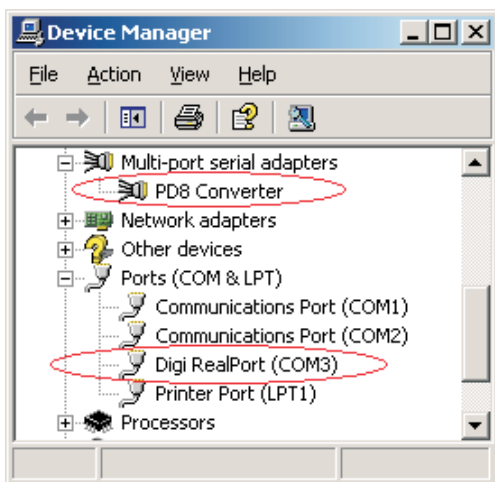 Device Manager
File Action View Help
Multi-port serial adapters
PD8 Converter
Network adapters
Other devices
Ports (COM & LPT)
Communications Port (COM1)
Communications Port (COM2)
Digi RealPort (COM3)
Printer Port (LPT1)
Processors